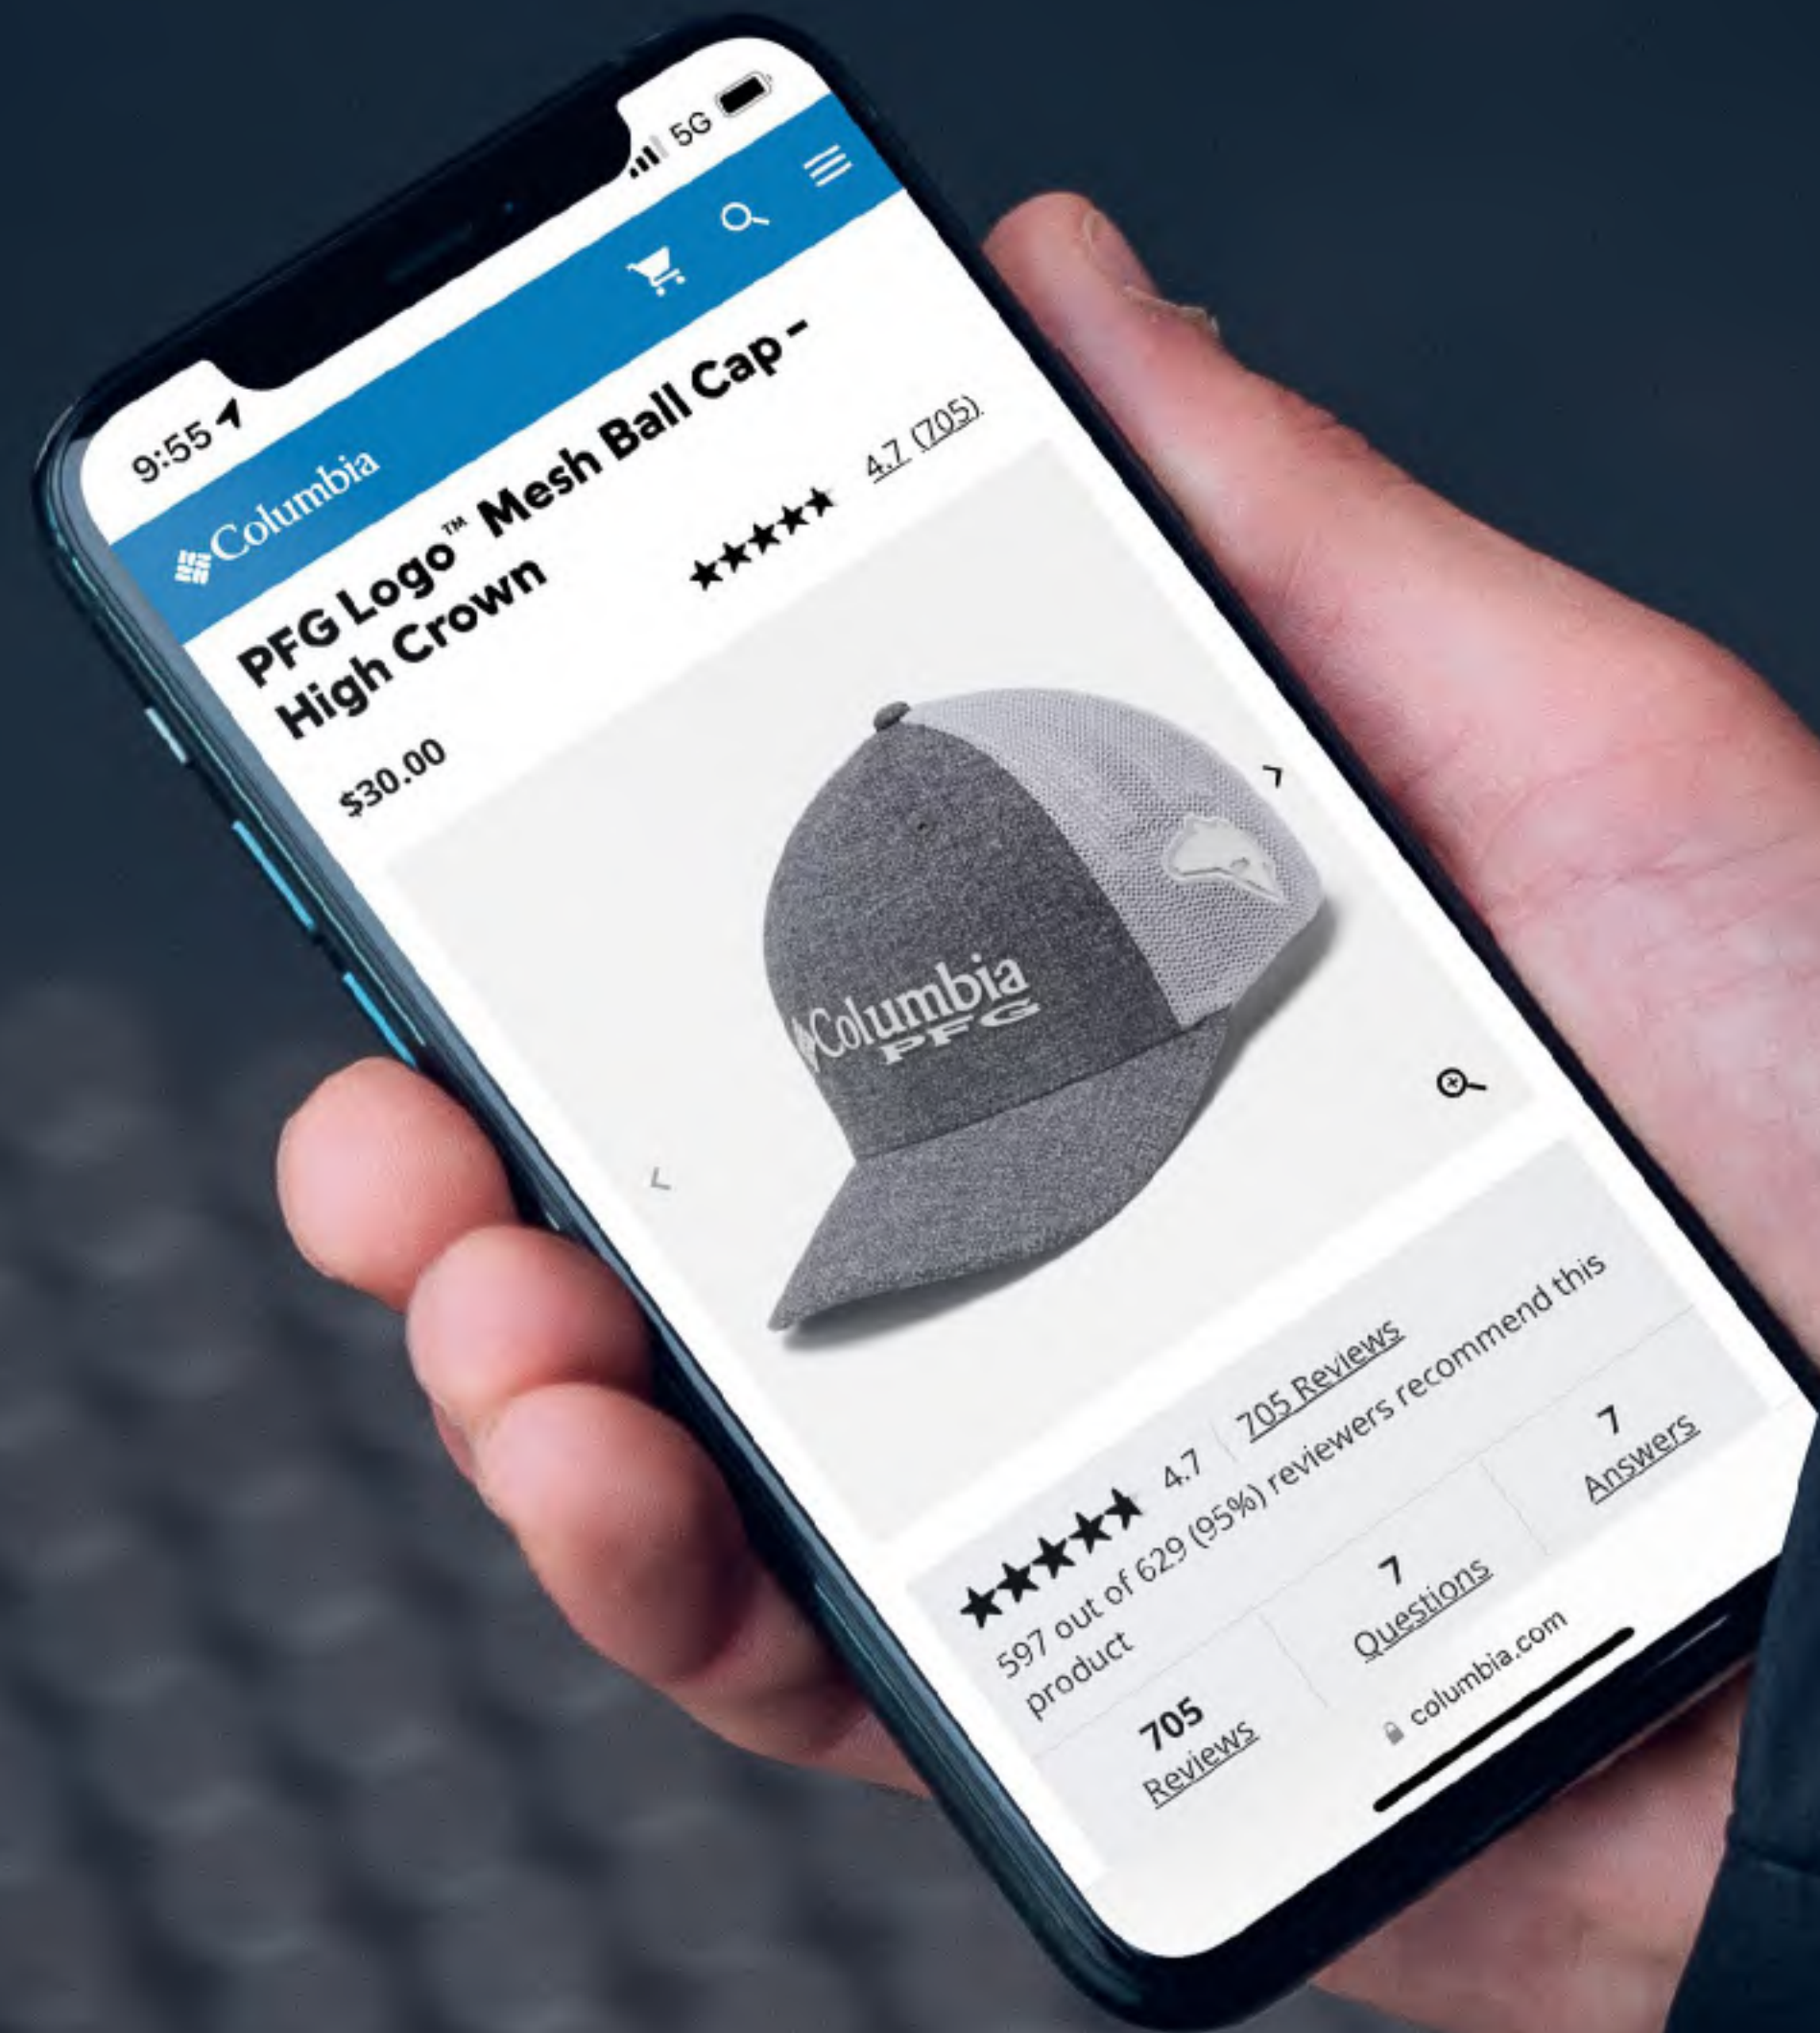 9:55
5G
Columbia
PFG Logo™ Mesh Ball Cap -
High Crown
4.7 (705)
$30.00
Columbia
PFG
4.7 705 Reviews
597 out of 629 (95%) reviewers recommend this
product
705
Reviews
7
Questions
7
Answers
columbia.com